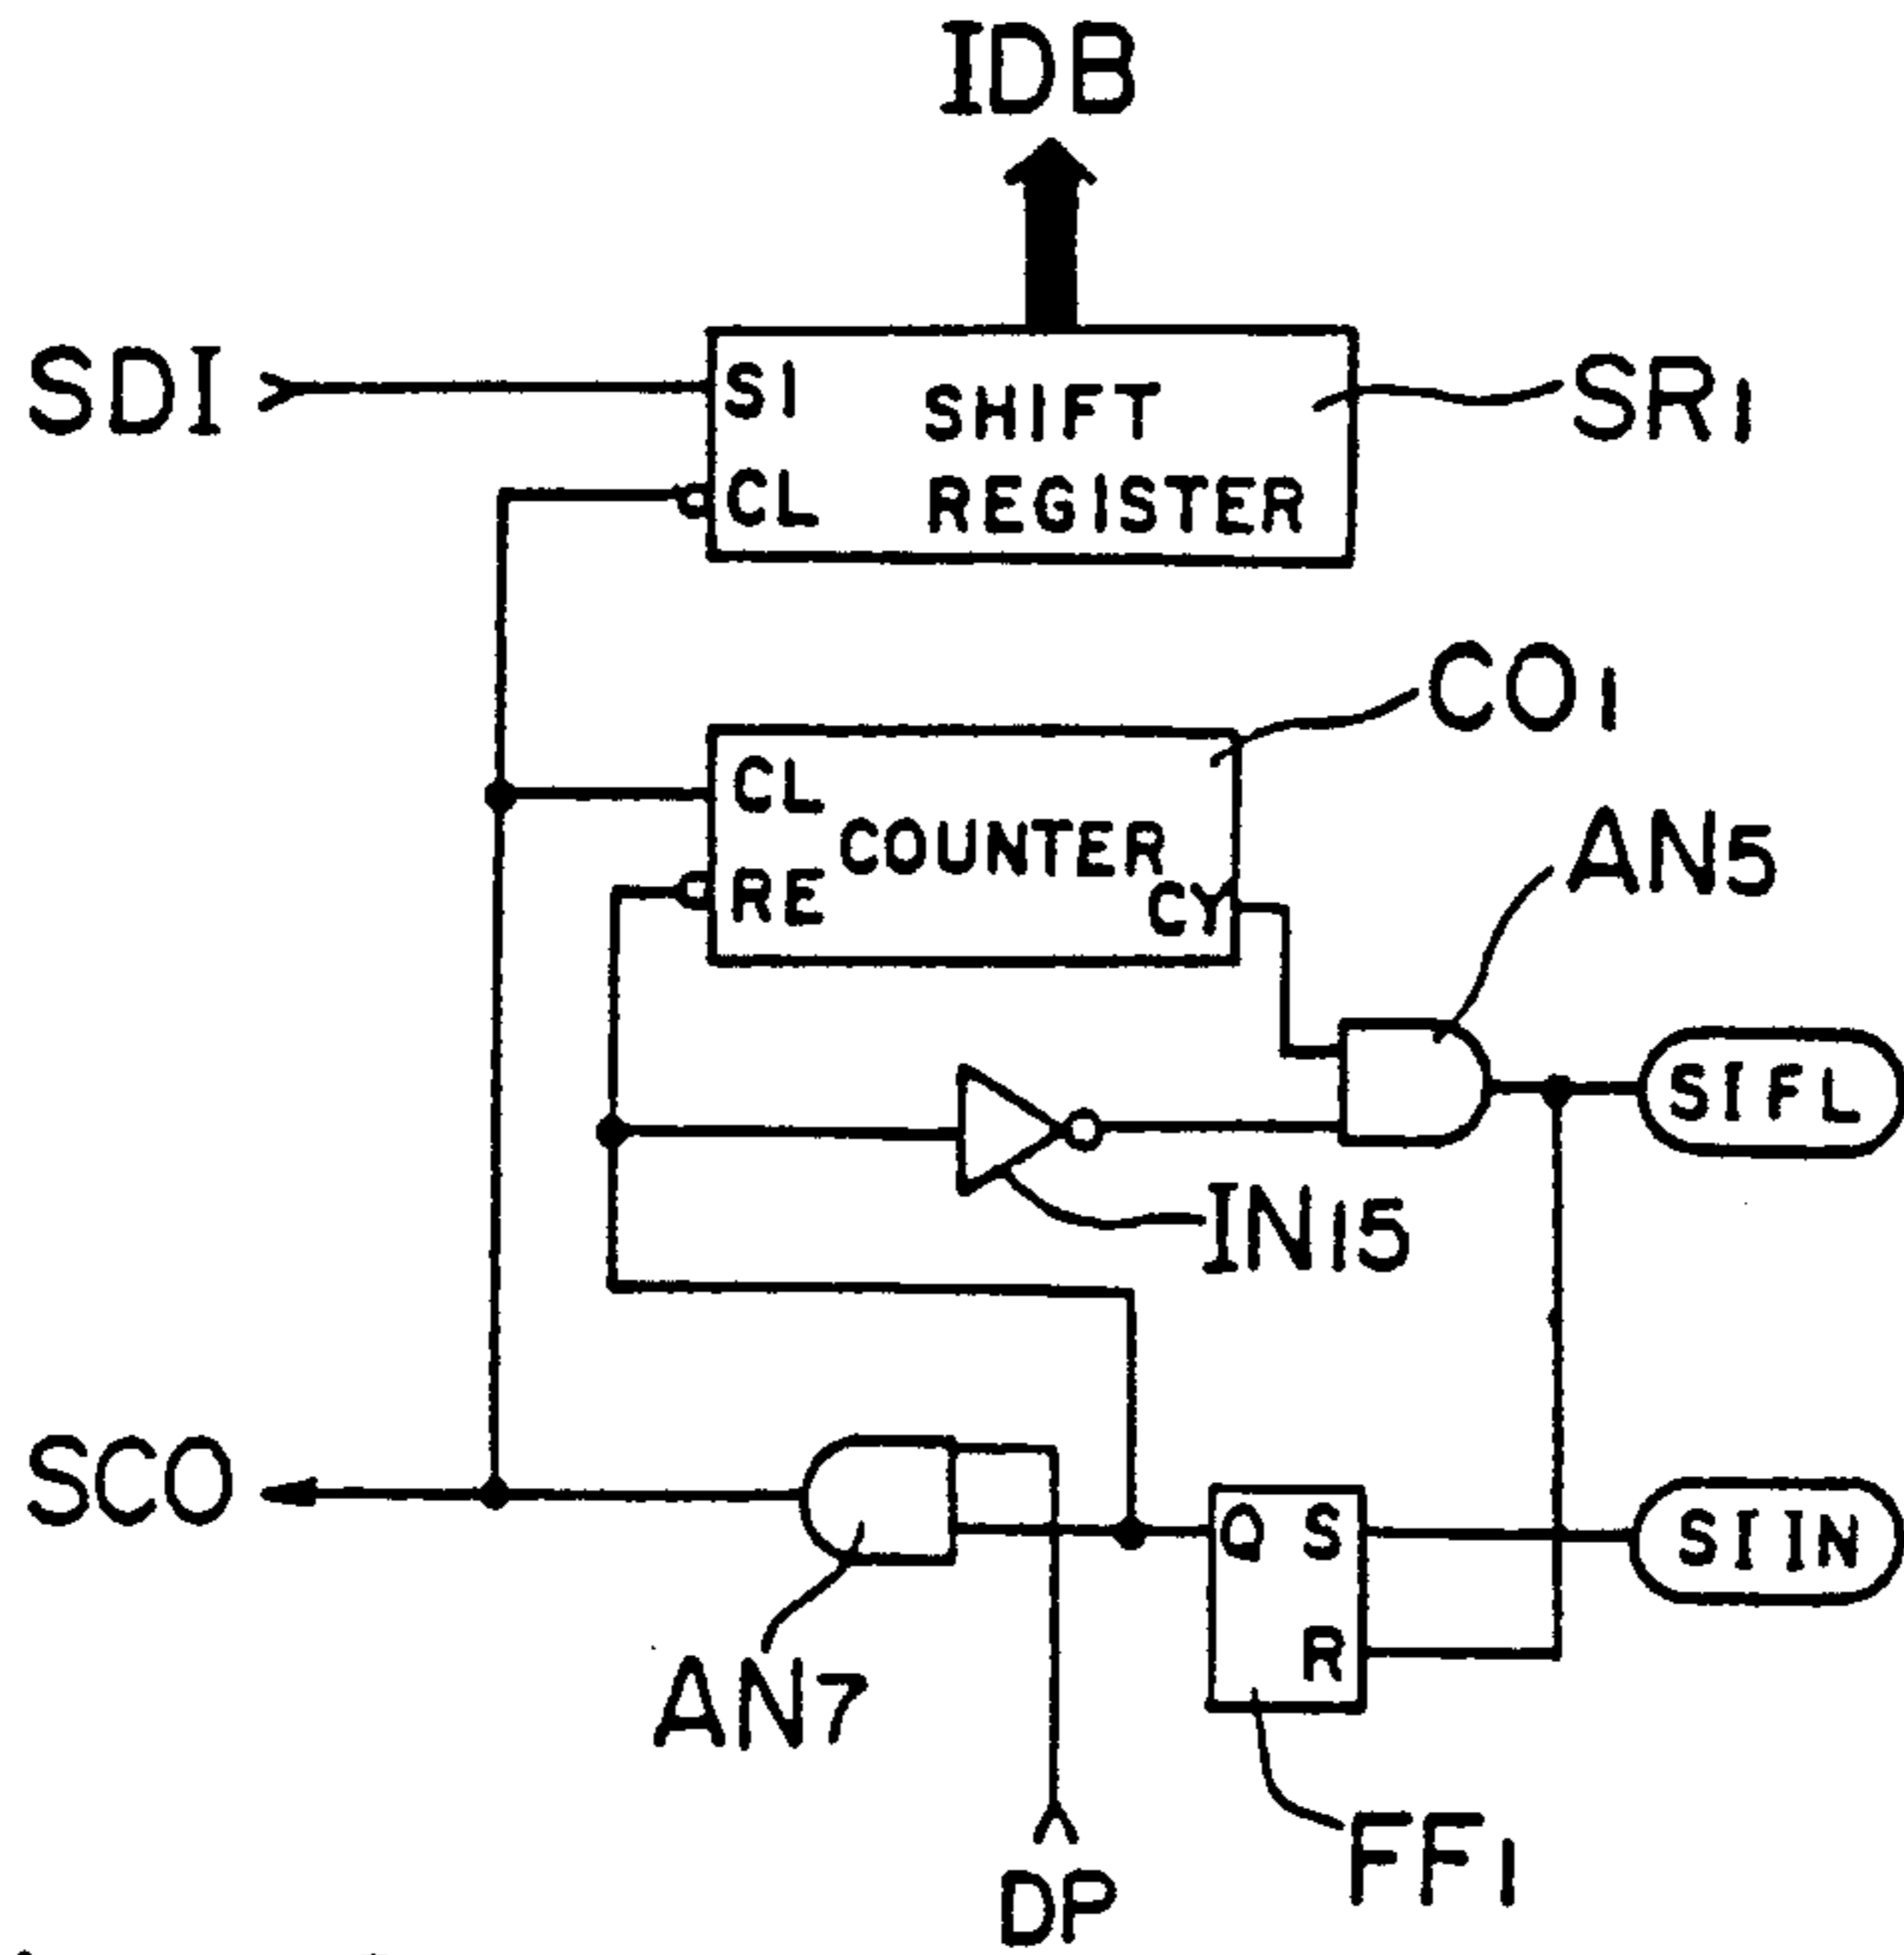 IDB
SDI
SI
SHIFT
REGISTER
CL
SR1
CO1
CL
COUNTER
RE
CY
AN5
SIFL
IN15
SCO
Q
S
R
SIIN
AN7
FF1
DP